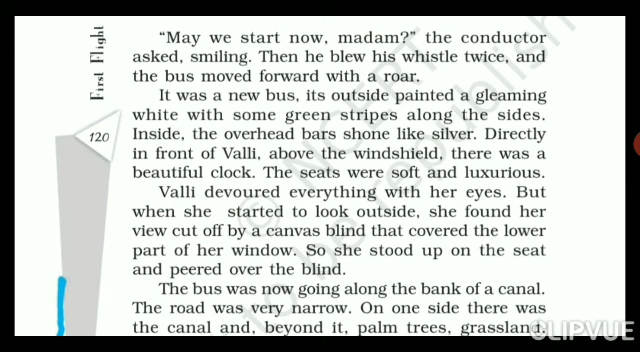 First Flight
120
“May we start now, madam?” the conductor
asked, smiling. Then he blew his whistle twice, and
the bus moved forward with a roar.
It was a new bus, its outside painted a gleaming
white with some green stripes along the sides.
Inside, the overhead bars shone like silver. Directly
in front of Valli, above the windshield, there was a
beautiful clock. The seats were soft and luxurious.
Valli devoured everything with her eyes. But
when she started to look outside, she found her
view cut off by a canvas blind that covered the lower
part of her window. So she stood up on the seat
and peered over the blind.
The bus was now going along the bank of a canal.
The road was very narrow. On one side there was
the canal and, beyond it, palm trees, grassland,
© NCERT
to be republish
CLIPVUE